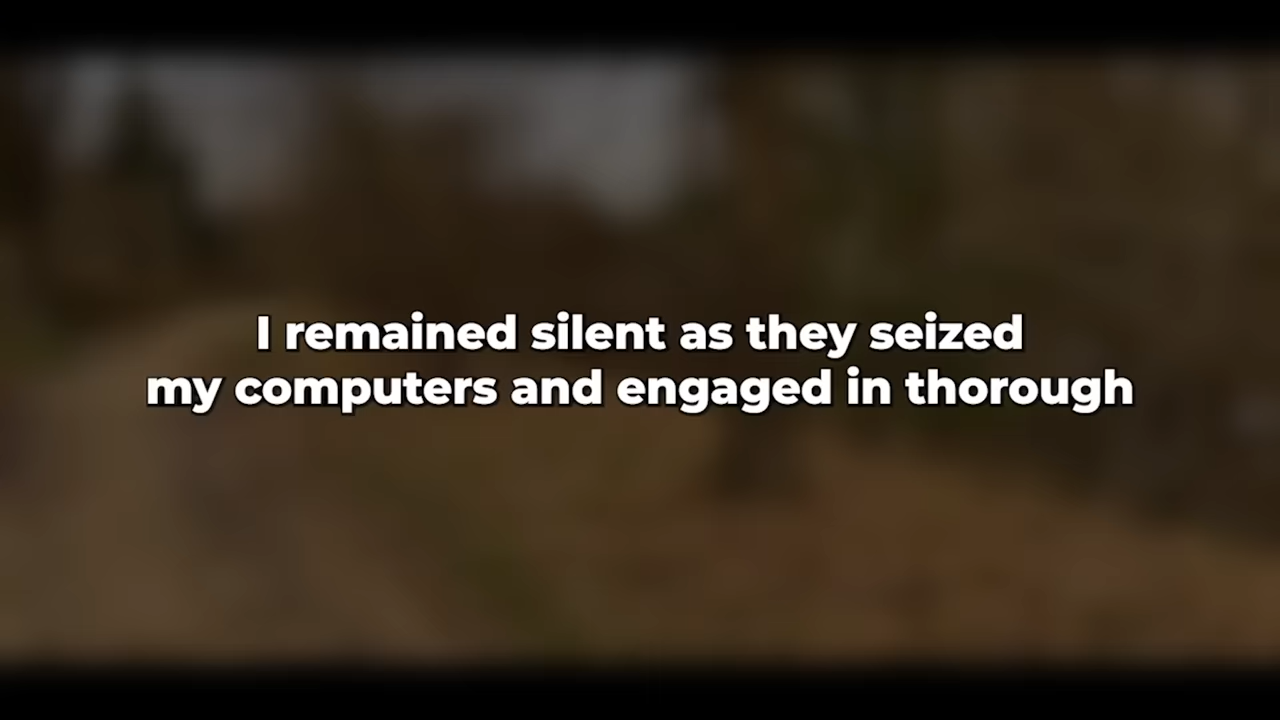 I remained silent as they seized
my computers and engaged in thorough